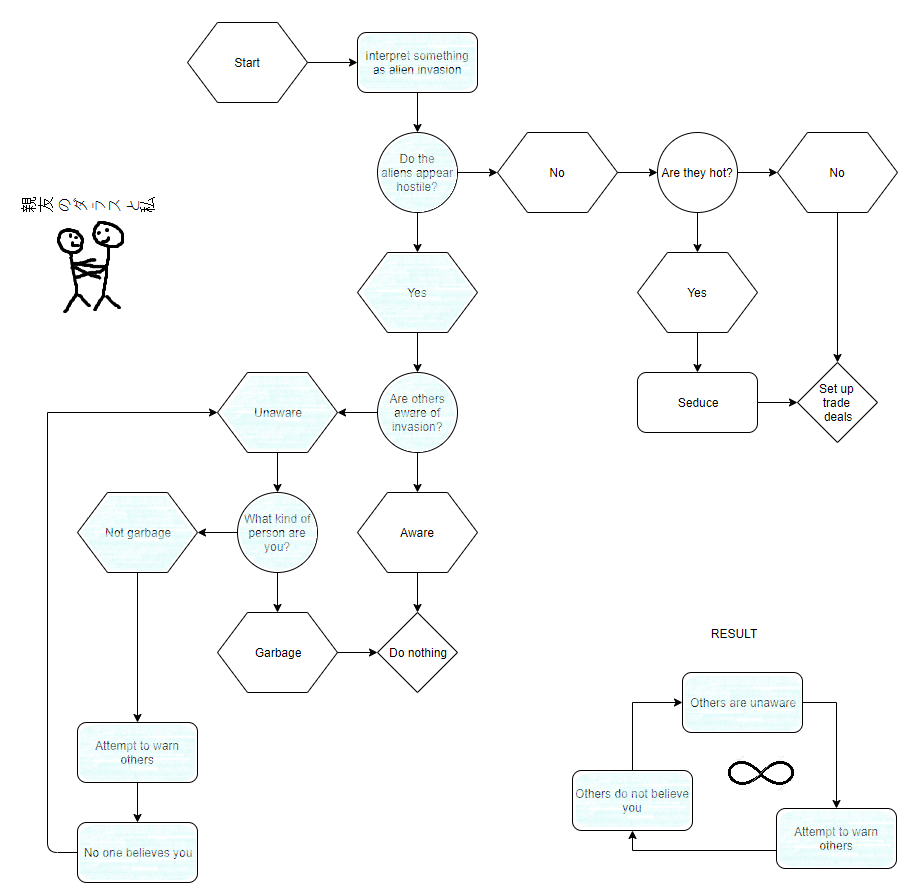 Start
Interpret something
as alien invasion
Do the
aliens appear
hostile?
No
Are they hot?
No
親友のダラスと私
Yes
Yes
Unaware
Are others
aware of
invasion?
Seduce
Set up
trade
deals
Not garbage
What kind of
person are
you?
Aware
Garbage
Do nothing
RESULT
Others are unaware
Attempt to warn
others
Others do not believe
you
Attempt to warn
others
No one believes you